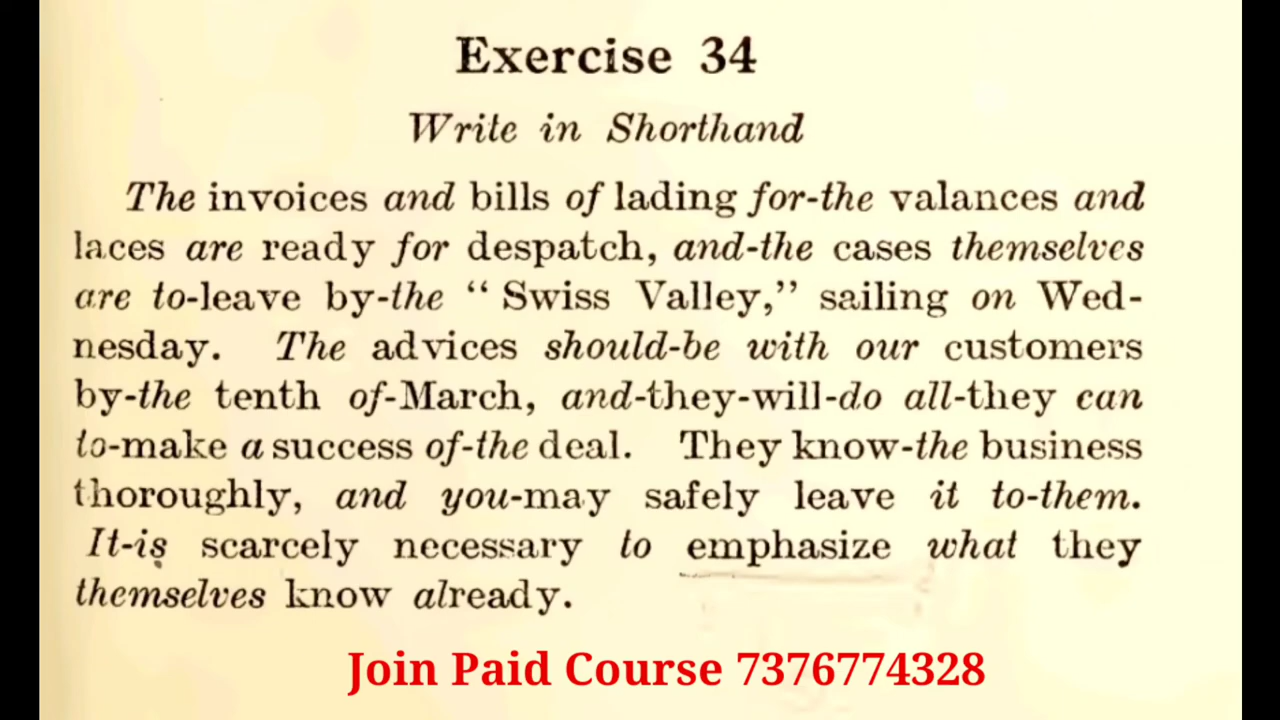 Exercise 34
Write in Shorthand
The invoices and bills of lading for-the valances and
laces are ready for despatch, and-the cases themselves
are to-leave by-the “ Swiss Valley,” sailing on Wed-
nesday. The advices should-be with our customers
by-the tenth of-March, and-they-will-do all-they can
to-make a success of-the deal. They know-the business
thoroughly, and you-may safely leave it to-them.
It-is scarcely necessary to emphasize what they
themselves know already.
Join Paid Course 7376774328